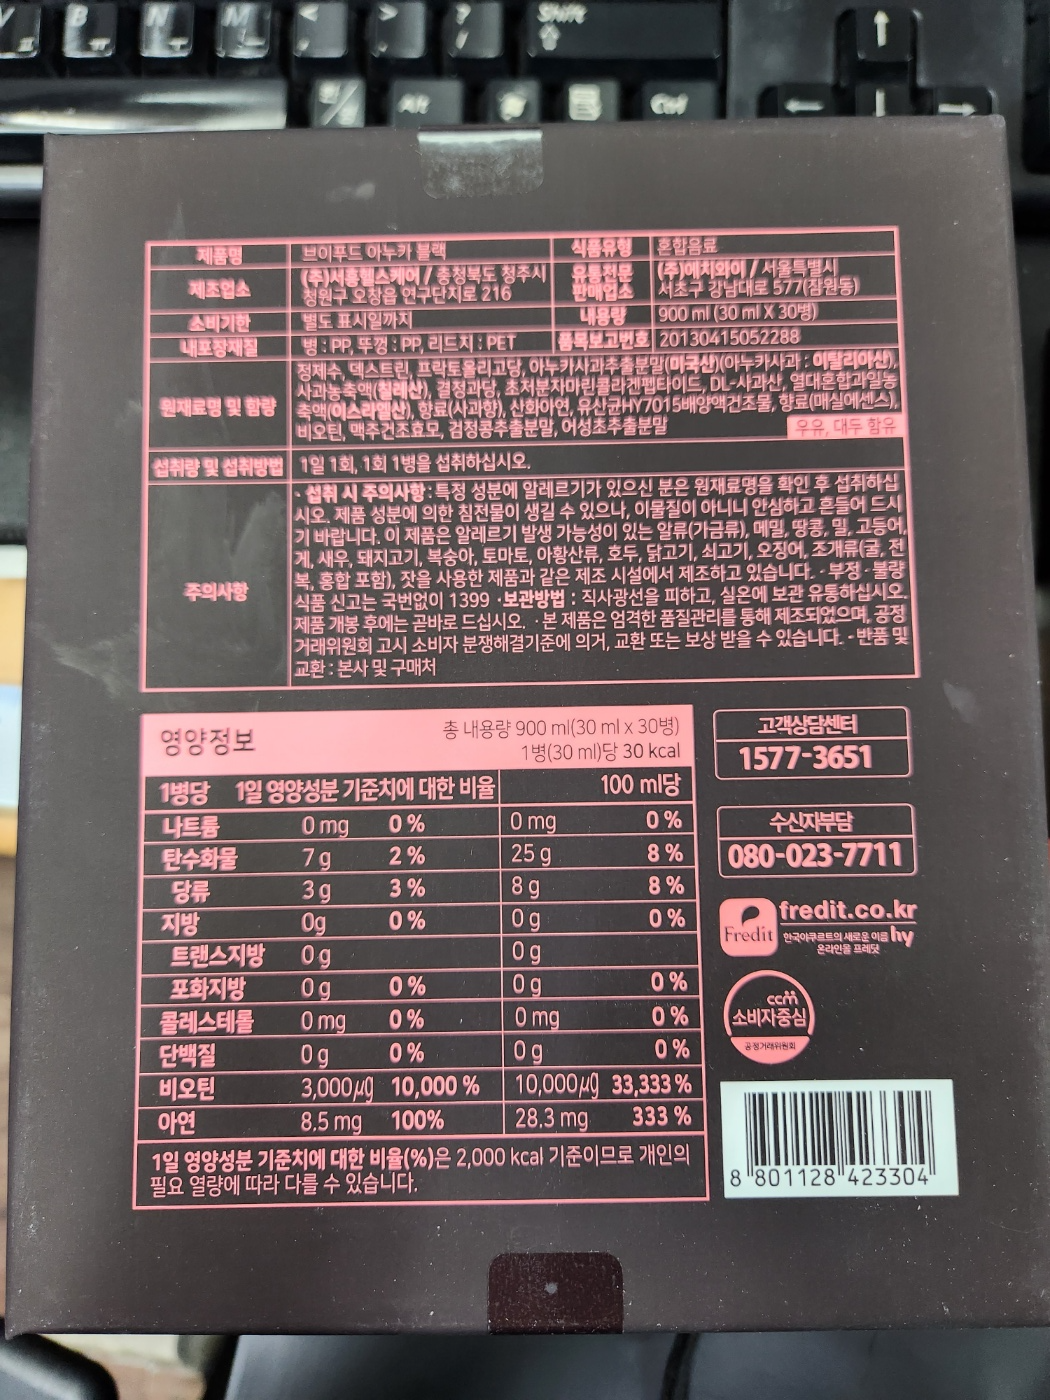 B N M < > ? /
Shift
한/영 Alt Ctrl
제품명 브이푸드 아누카 블랙 식품유형 혼합음료
제조업소 (주)서흥헬스케어 / 충청북도 청주시 청원구 오창읍 연구단지로 216
유통전문판매업소 (주)에치와이 / 서울특별시 서초구 강남대로 577(잠원동)
소비기한 별도 표시일까지 내용량 900 ml (30 ml X 30병)
내포장재질 병 : PP, 뚜껑 : PP, 리드지 : PET 품목보고번호 20130415052288
원재료명 및 함량
정제수, 덱스트린, 프락토올리고당, 아누카사과추출분말(미국산)(아누카사과 : 이탈리아산),
사과농축액(칠레산), 결정과당, 초저분자마린콜라겐펩타이드, DL-사과산, 열대혼합과일농
축액(이스라엘산), 향료(사과향), 산화아연, 유산균HY7015배양액건조물, 향료(매실에센스),
비오틴, 맥주건조효모, 검정콩추출분말, 어성초추출분말
우유, 대두 함유
섭취량 및 섭취방법 1일 1회, 1회 1병을 섭취하십시오.
주의사항
· 섭취 시 주의사항 : 특정 성분에 알레르기가 있으신 분은 원재료명을 확인 후 섭취하십
시오. 제품 성분에 의한 침전물이 생길 수 있으나, 이물질이 아니니 안심하고 흔들어 드시
기 바랍니다. 이 제품은 알레르기 발생 가능성이 있는 알류(가금류), 메밀, 땅콩, 밀, 고등어,
게, 새우, 돼지고기, 복숭아, 토마토, 아황산류, 호두, 닭고기, 쇠고기, 오징어, 조개류(굴, 전
복, 홍합 포함), 잣을 사용한 제품과 같은 제조 시설에서 제조하고 있습니다. · 부정 · 불량
식품 신고는 국번없이 1399 ·보관방법 : 직사광선을 피하고, 실온에 보관 유통하십시오.
제품 개봉 후에는 곧바로 드십시오. · 본 제품은 엄격한 품질관리를 통해 제조되었으며, 공정
거래위원회 고시 소비자 분쟁해결기준에 의거, 교환 또는 보상 받을 수 있습니다. · 반품 및
교환 : 본사 및 구매처
영양정보
총 내용량 900 ml(30 ml x 30병)
1병(30 ml)당 30 kcal
1병당 1일 영양성분 기준치에 대한 비율 100 ml당
나트륨 0 mg 0 % 0 mg 0 %
탄수화물 7 g 2 % 25 g 8 %
당류 3 g 3 % 8 g 8 %
지방 0g 0 % 0 g 0 %
트랜스지방 0 g 0 g
포화지방 0 g 0 % 0 g 0 %
콜레스테롤 0 mg 0 % 0 mg 0 %
단백질 0 g 0 % 0 g 0 %
비오틴 3,000㎍ 10,000 % 10,000㎍ 33,333 %
아연 8.5 mg 100% 28.3 mg 333 %
1일 영양성분 기준치에 대한 비율(%)은 2,000 kcal 기준이므로 개인의
필요 열량에 따라 다를 수 있습니다.
고객상담센터
1577-3651
수신자부담
080-023-7711
Fredit
fredit.co.kr
한국야쿠르트의 새로운 이름 hy
온라인몰 프레딧
ccm
소비자중심
공정거래위원회
8 801128 423304